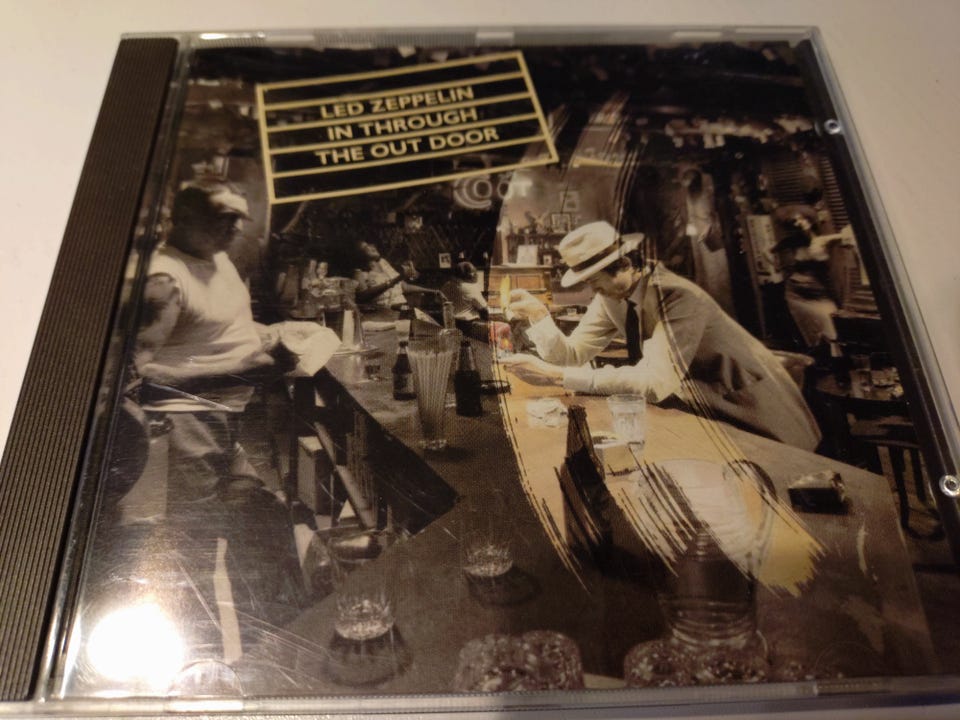 LED ZEPPELIN
IN THROUGH
THE OUT DOOR